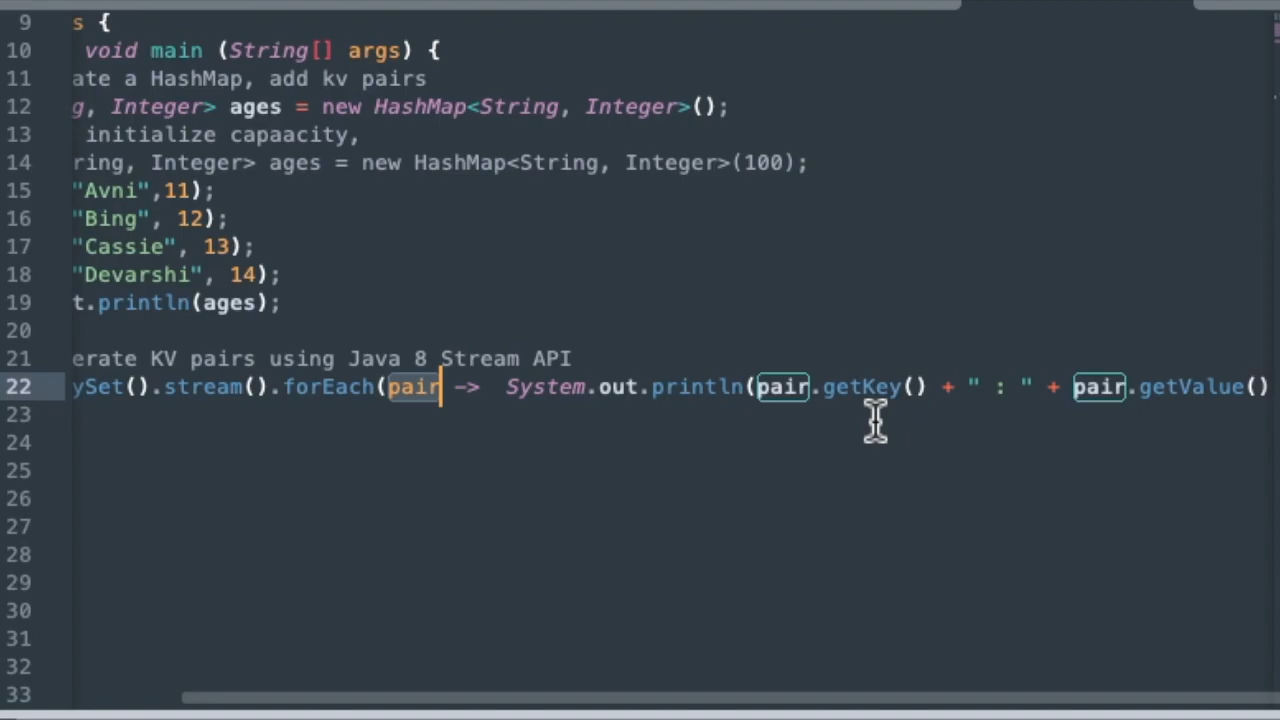 9 s {
10 void main (String[] args) {
11 ate a HashMap, add kv pairs
12 g, Integer> ages = new HashMap<String, Integer>();
13 initialize capaacity,
14 ring, Integer> ages = new HashMap<String, Integer>(100);
15 "Avni",11);
16 "Bing", 12);
17 "Cassie", 13);
18 "Devarshi", 14);
19 t.println(ages);
20
21 erate KV pairs using Java 8 Stream API
22 ySet().stream().forEach(pair -> System.out.println(pair.getKey() + " : " + pair.getValue()
23
24
25
26
27
28
29
30
31
32
33